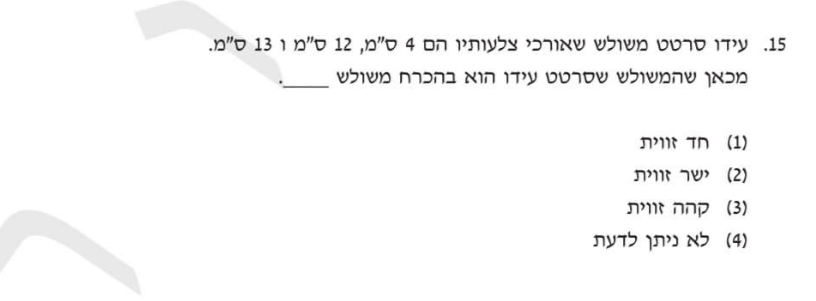 15. עידו סרטט משולש שאורכי צלעותיו הם 4 ס"מ, 12 ס"מ ו 13 ס"מ.
מכאן שהמשולש שסרטט עידו הוא בהכרח משולש _____.
(1) חד זווית
(2) ישר זווית
(3) קהה זווית
(4) לא ניתן לדעת